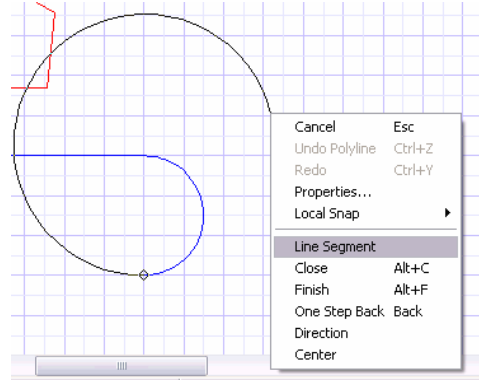 Cancel Esc
Undo Polyline Ctrl+Z
Redo Ctrl+Y
Properties...
Local Snap
Line Segment
Close Alt+C
Finish Alt+F
One Step Back Back
Direction
Center